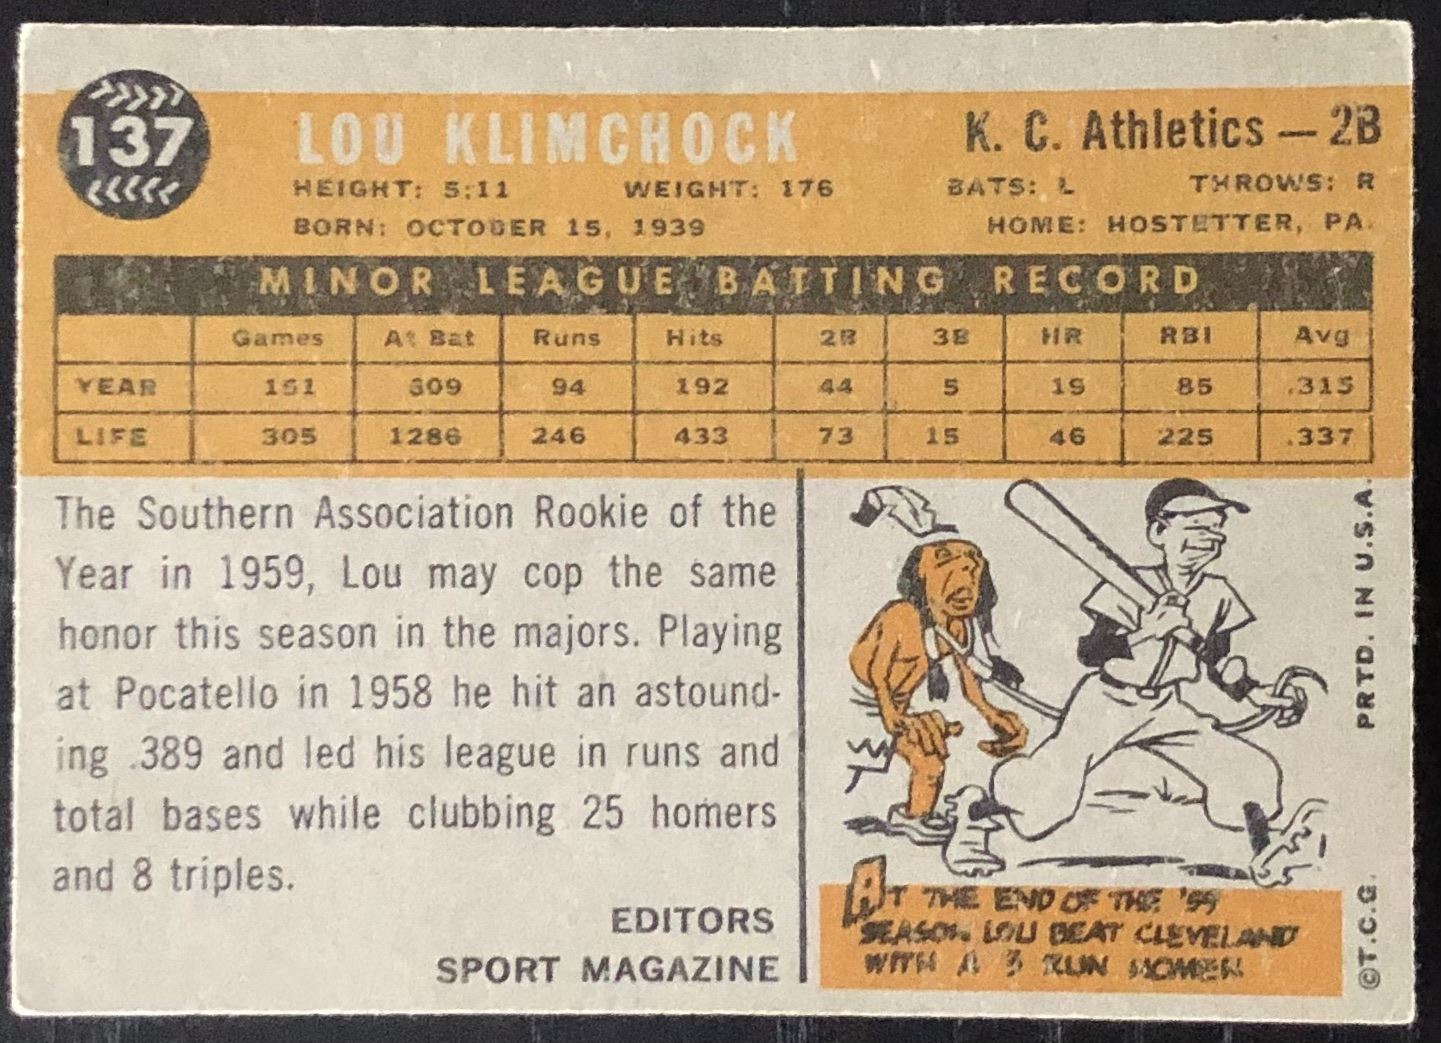 137
LOU KLIMCHOCK
K. C. Athletics — 2B
HEIGHT: 5:11 WEIGHT: 176 BATS: L THROWS: R
BORN: OCTOBER 15, 1939 HOME: HOSTETTER, PA.
MINOR LEAGUE BATTING RECORD
Games At Bat Runs Hits 2B 3B HR RBI Avg
YEAR 151 609 94 192 44 5 19 85 .315
LIFE 305 1286 246 433 73 15 46 225 .337
The Southern Association Rookie of the
Year in 1959, Lou may cop the same
honor this season in the majors. Playing
at Pocatello in 1958 he hit an astound-
ing .389 and led his league in runs and
total bases while clubbing 25 homers
and 8 triples.
EDITORS
SPORT MAGAZINE
AT THE END OF THE '59
SEASON, LOU BEAT CLEVELAND
WITH A 3 RUN HOMER.
PRTD. IN U.S.A.
©T.C.G.